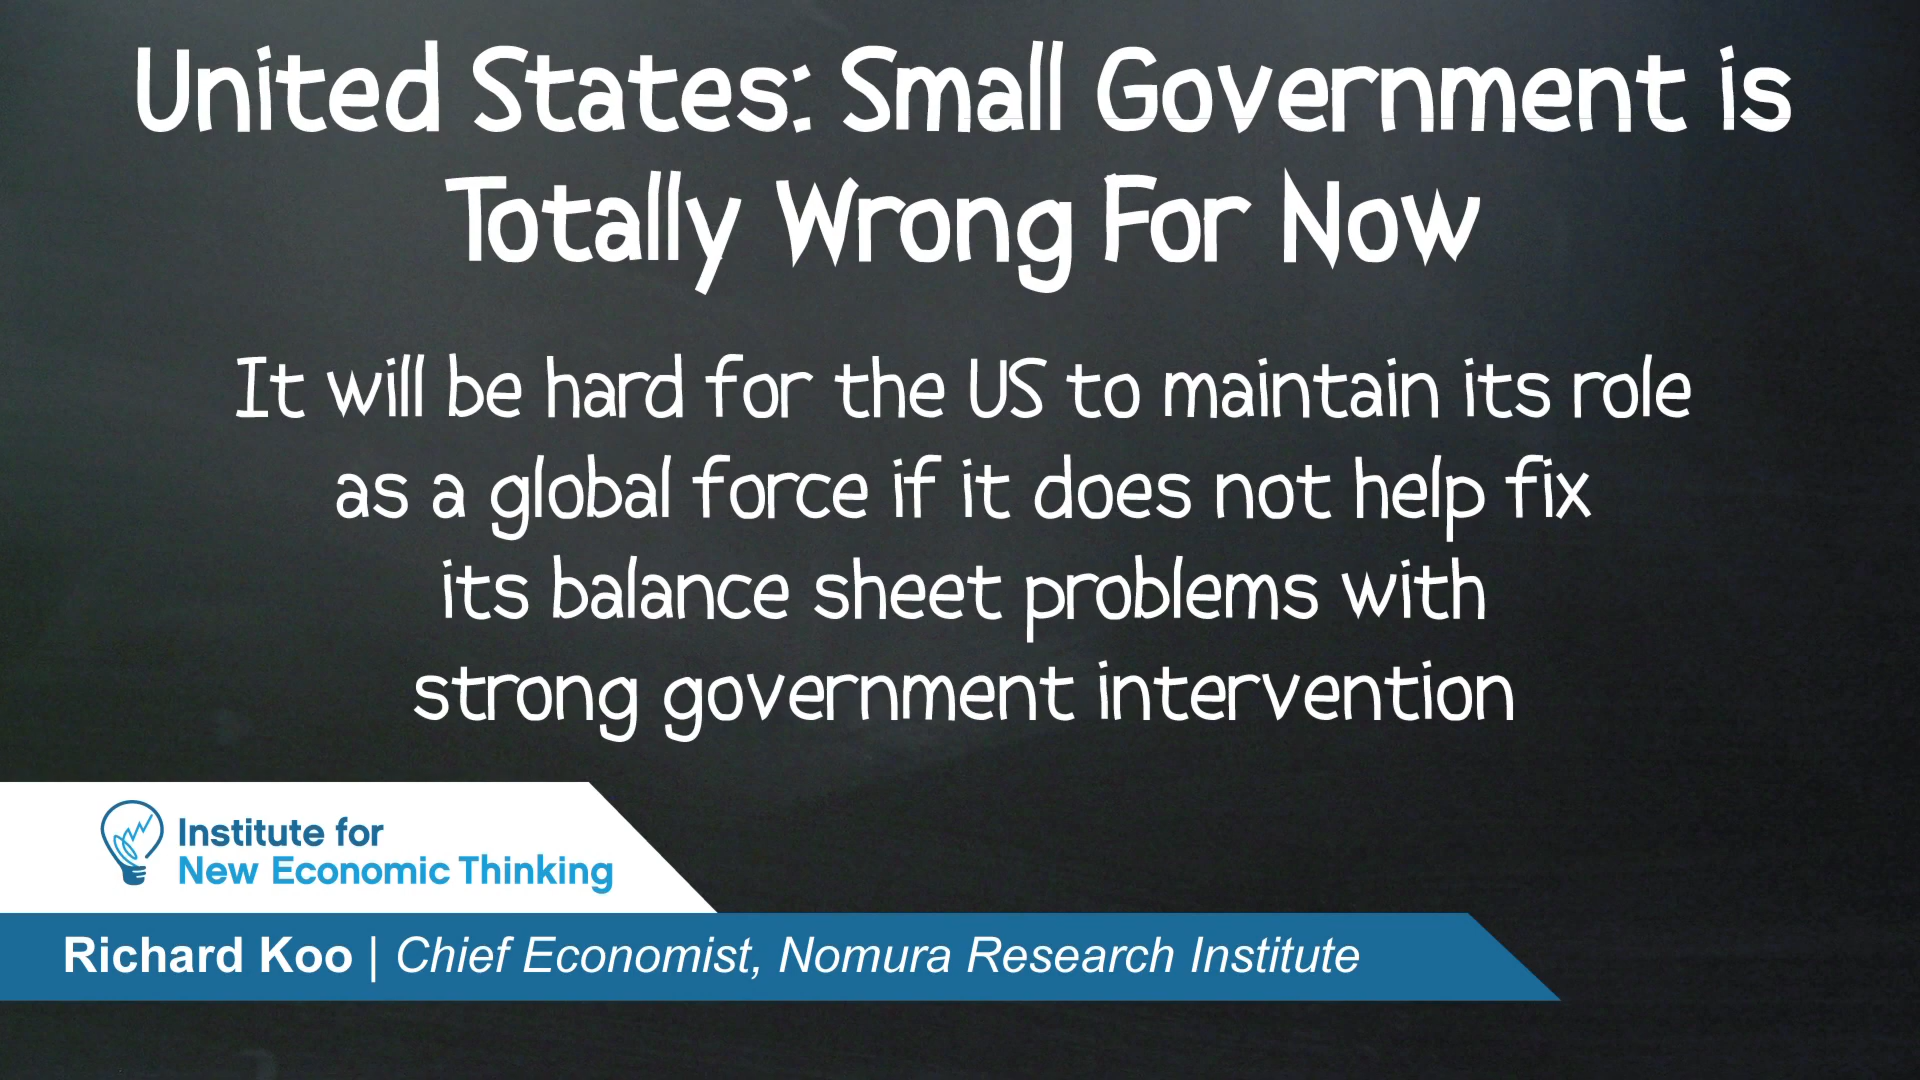 United States: Small Government is
Totally Wrong For Now
It will be hard for the US to maintain its role
as a global force if it does not help fix
its balance sheet problems with
strong government intervention
Institute for
New Economic Thinking
Richard Koo | Chief Economist, Nomura Research Institute